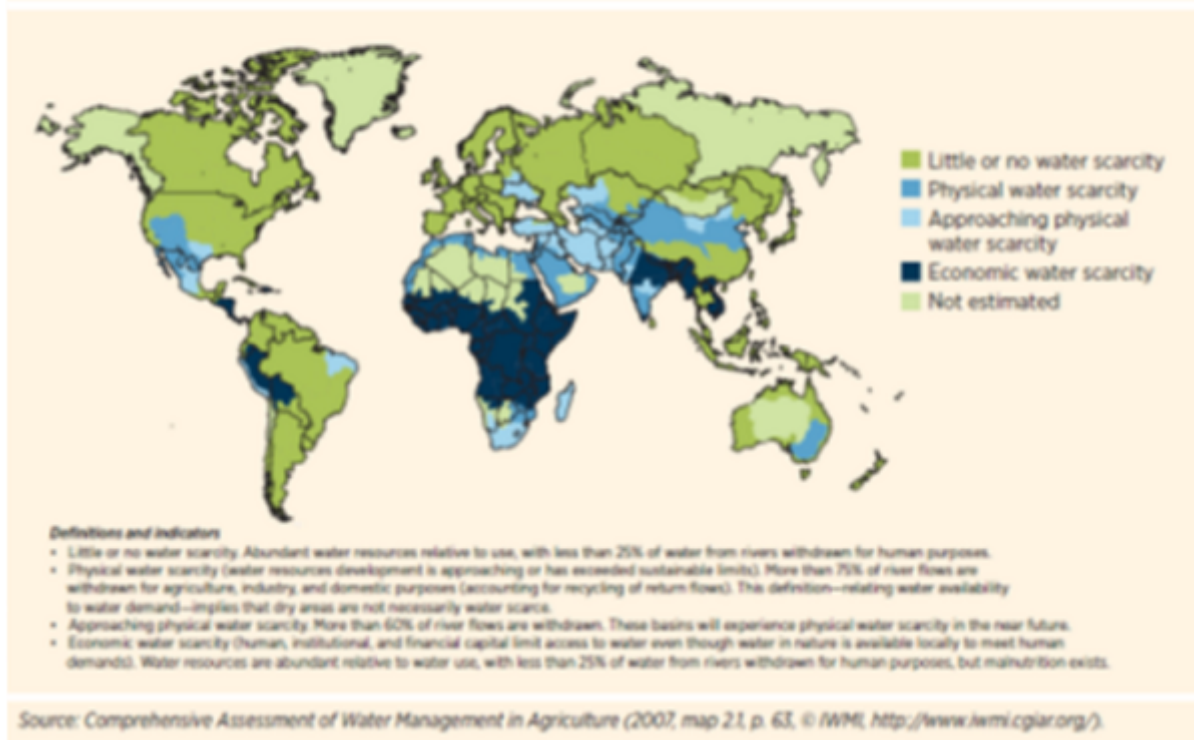 Little or no water scarcity
Physical water scarcity
Approaching physical
water scarcity
Economic water scarcity
Not estimated
Definitions and indicators
• Little or no water scarcity. Abundant water resources relative to use, with less than 25% of water from rivers withdrawn for human purposes.
• Physical water scarcity (water resources development is approaching or has exceeded sustainable limits). More than 75% of river flows are
withdrawn for agriculture, industry, and domestic purposes (accounting for recycling of return flows). This definition—relating water availability
to water demand—implies that dry areas are not necessarily water scarce.
• Approaching physical water scarcity. More than 60% of river flows are withdrawn. These basins will experience physical water scarcity in the near future.
• Economic water scarcity (human, institutional, and financial capital limit access to water even though water in nature is available locally to meet human
demands). Water resources are abundant relative to water use, with less than 25% of water from rivers withdrawn for human purposes, but malnutrition exists.
Source: Comprehensive Assessment of Water Management in Agriculture (2007, map 2.1, p. 63, © IWMI, http://www.iwmi.cgiar.org/).